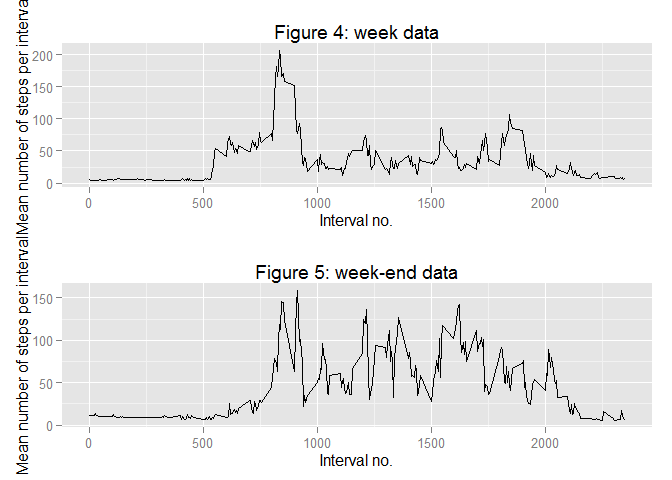 Figure 4: week data
Mean number of steps per interval
200
150
100
50
0
0 500 1000 1500 2000
Interval no.
Figure 5: week-end data
Mean number of steps per interval
150
100
50
0
0 500 1000 1500 2000
Interval no.